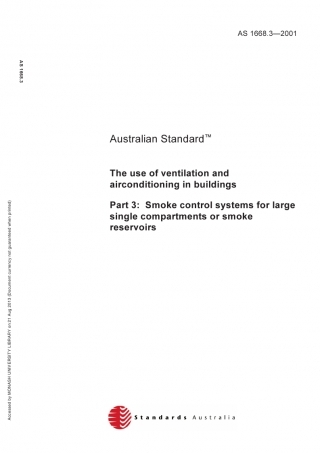 AS 1668.3—2001
AS 1668.3
Australian Standard™
The use of ventilation and
airconditioning in buildings
Part 3: Smoke control systems for large
single compartments or smoke
reservoirs
Accessed by MONASH UNIVERSITY LIBRARY on 21 Aug 2010 (Document currency not guaranteed when printed)
Standards Australia